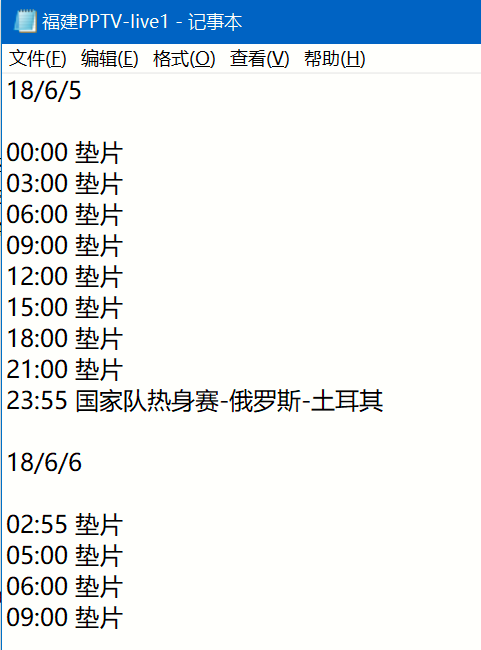 福建PPTV-live1 - 记事本
文件(F) 编辑(E) 格式(O) 查看(V) 帮助(H)
18/6/5
00:00 垫片
03:00 垫片
06:00 垫片
09:00 垫片
12:00 垫片
15:00 垫片
18:00 垫片
21:00 垫片
23:55 国家队热身赛-俄罗斯-土耳其
18/6/6
02:55 垫片
05:00 垫片
06:00 垫片
09:00 垫片